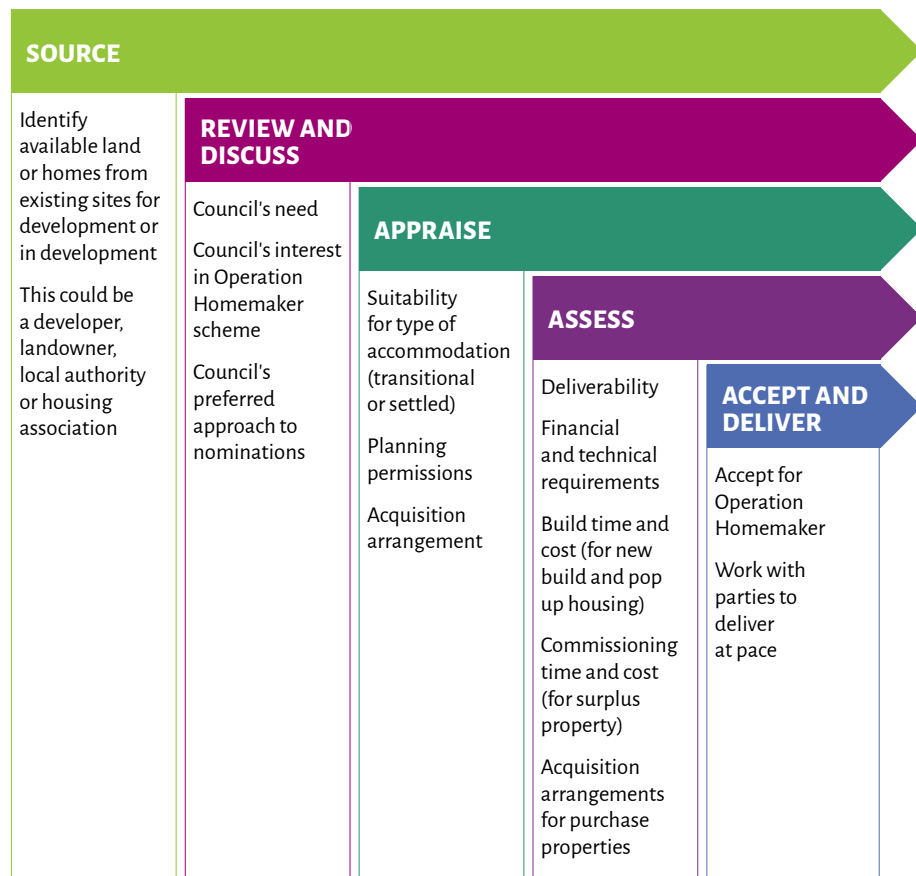 SOURCE
Identify
available land
or homes from
existing sites for
development or
in development
This could be
a developer,
landowner,
local authority
or housing
association
REVIEW AND
DISCUSS
Council's need
Council's interest
in Operation
Homemaker
scheme
Council's
preferred
approach to
nominations
APPRAISE
Suitability
for type of
accommodation
(transitional
or settled)
Planning
permissions
Acquisition
arrangement
ASSESS
Deliverability
Financial
and technical
requirements
Build time and
cost (for new
build and pop
up housing)
Commissioning
time and cost
(for surplus
property)
Acquisition
arrangements
for purchase
properties
ACCEPT AND
DELIVER
Accept for
Operation
Homemaker
Work with
parties to
deliver
at pace